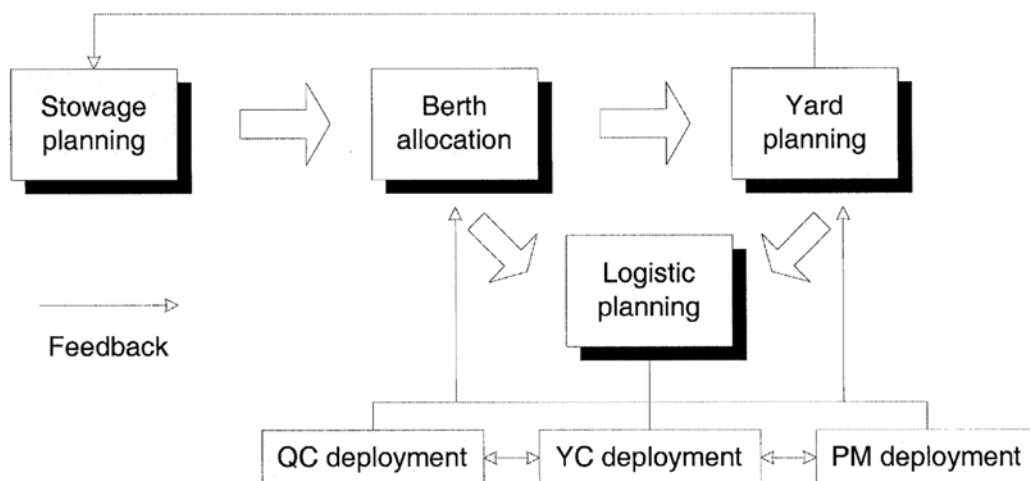 Stowage
planning
Berth
allocation
Yard
planning
Logistic
planning
Feedback
QC deployment
YC deployment
PM deployment